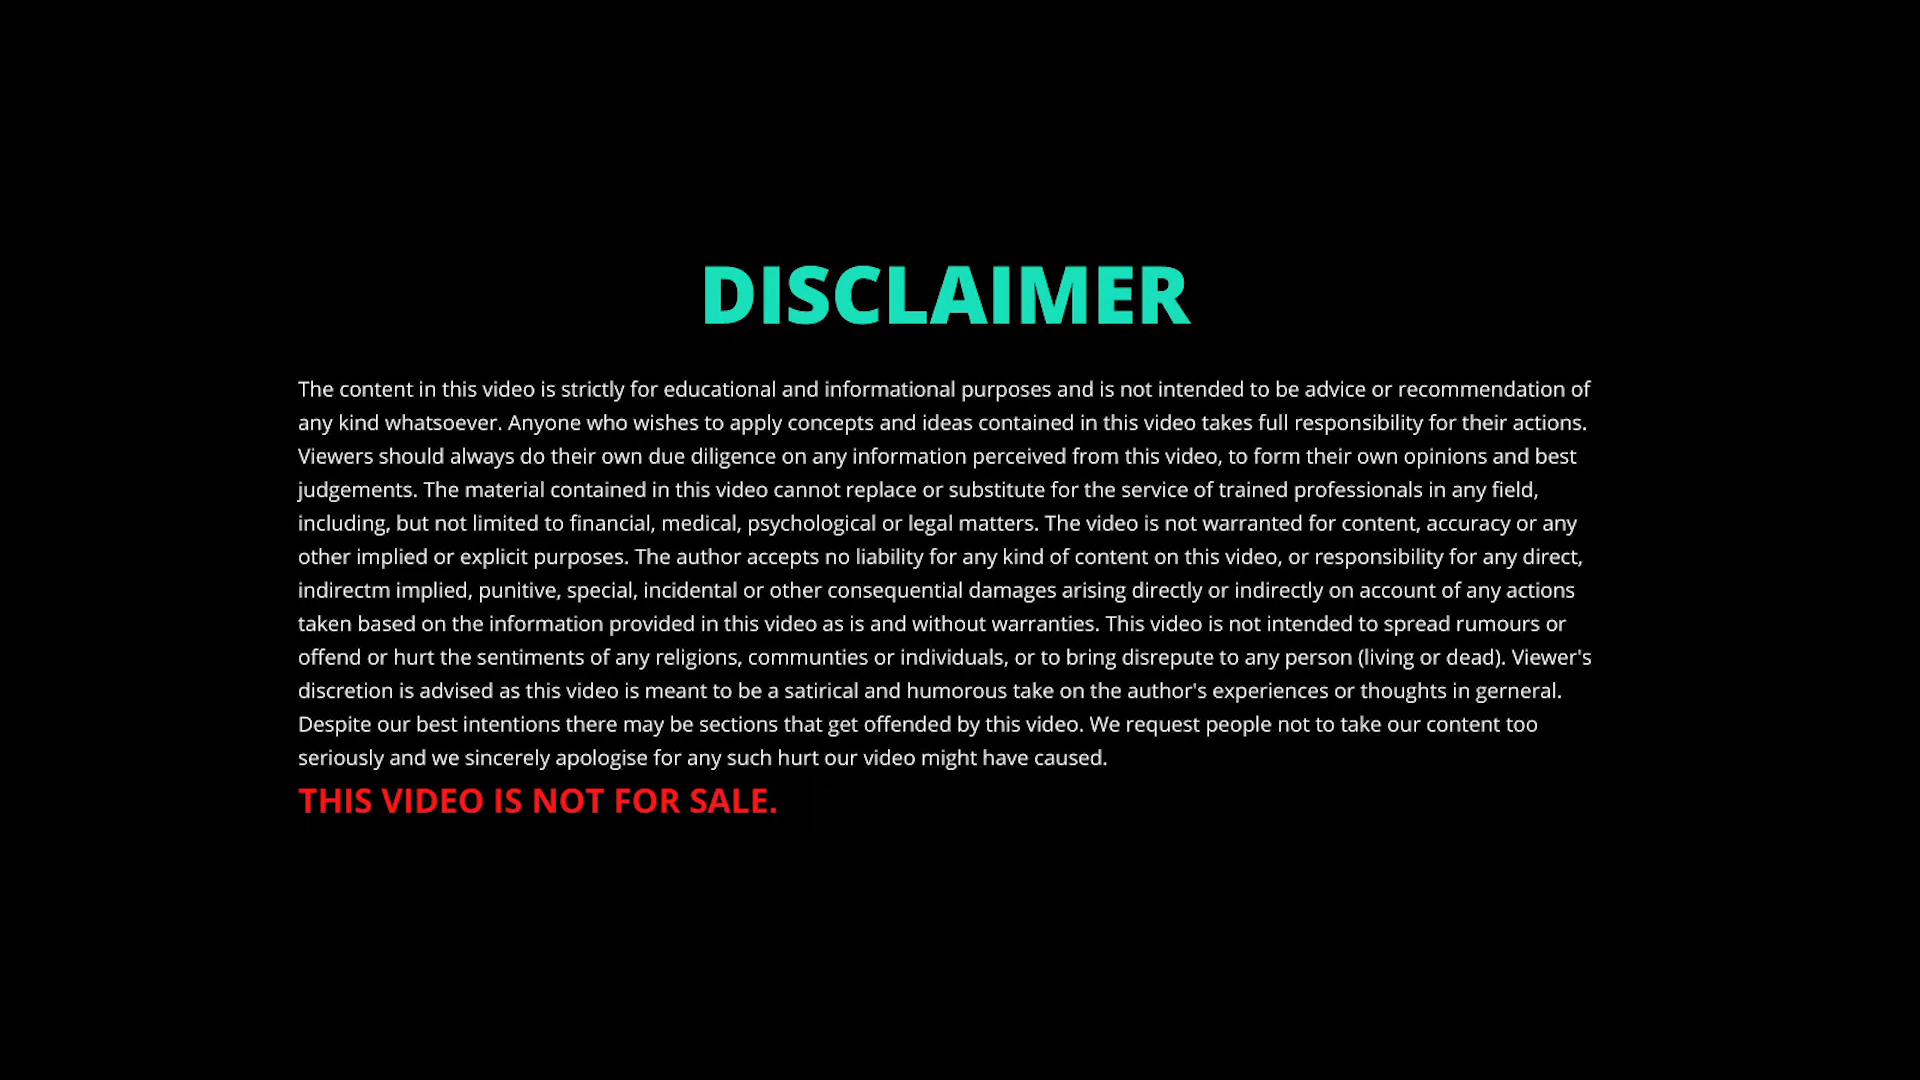 DISCLAIMER
The content in this video is strictly for educational and informational purposes and is not intended to be advice or recommendation of
any kind whatsoever. Anyone who wishes to apply concepts and ideas contained in this video takes full responsibility for their actions.
Viewers should always do their own due diligence on any information perceived from this video, to form their own opinions and best
judgements. The material contained in this video cannot replace or substitute for the service of trained professionals in any field,
including, but not limited to financial, medical, psychological or legal matters. The video is not warranted for content, accuracy or any
other implied or explicit purposes. The author accepts no liability for any kind of content on this video, or responsibility for any direct,
indirectm implied, punitive, special, incidental or other consequential damages arising directly or indirectly on account of any actions
taken based on the information provided in this video as is and without warranties. This video is not intended to spread rumours or
offend or hurt the sentiments of any religions, communties or individuals, or to bring disrepute to any person (living or dead). Viewer's
discretion is advised as this video is meant to be a satirical and humorous take on the author's experiences or thoughts in gerneral.
Despite our best intentions there may be sections that get offended by this video. We request people not to take our content too
seriously and we sincerely apologise for any such hurt our video might have caused.
THIS VIDEO IS NOT FOR SALE.